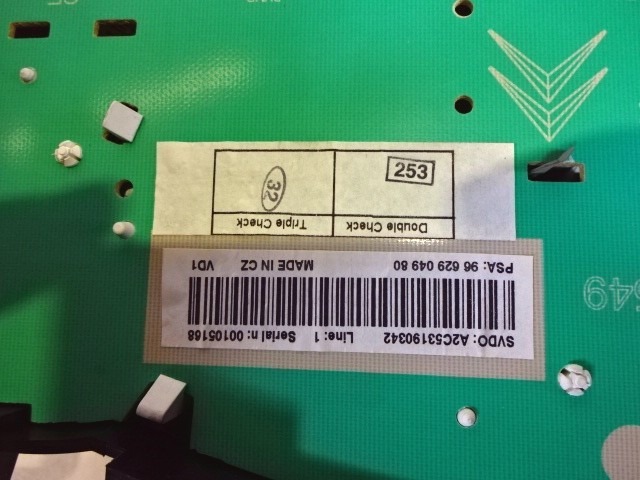 SVDO: A2C53190342 Line: 1 Serial n: 00105168
PSA: 96 629 049 80 MADE IN CZ VD1
Double Check Triple Check
253 32
649